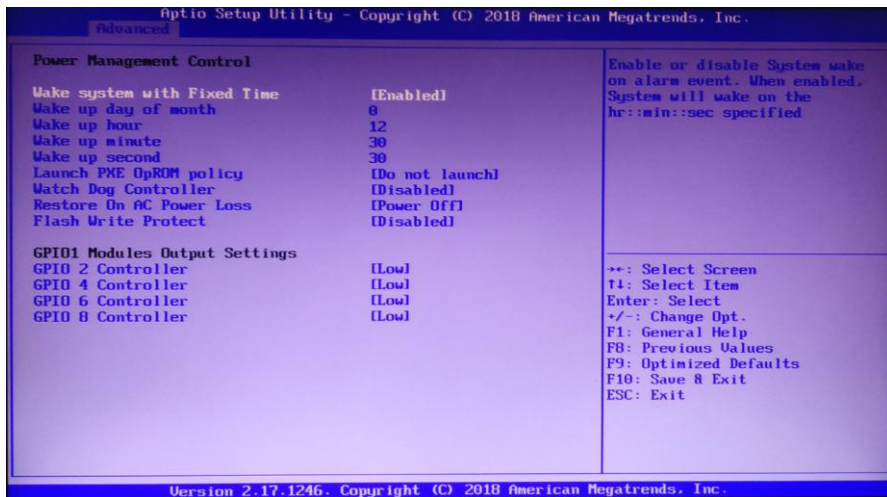 Aptio Setup Utility - Copyright (C) 2018 American Megatrends, Inc.
Advanced
Power Management Control
Wake system with Fixed Time [Enabled]
Wake up day of month 0
Wake up hour 12
Wake up minute 30
Wake up second 30
Launch PXE OpROM policy [Do not launch]
Watch Dog Controller [Disabled]
Restore On AC Power Loss [Power Off]
Flash Write Protect [Disabled]
GPIO1 Modules Output Settings
GPIO 2 Controller [Low]
GPIO 4 Controller [Low]
GPIO 6 Controller [Low]
GPIO 8 Controller [Low]
Enable or disable System wake
on alarm event. When enabled,
System will wake on the
hr::min::sec specified
→←: Select Screen
↑↓: Select Item
Enter: Select
+/-: Change Opt.
F1: General Help
F8: Previous Values
F9: Optimized Defaults
F10: Save & Exit
ESC: Exit
Version 2.17.1246. Copyright (C) 2018 American Megatrends, Inc.